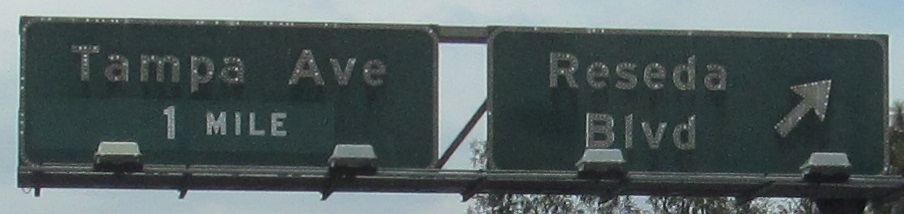 Tampa Ave
1 MILE
Reseda
Blvd